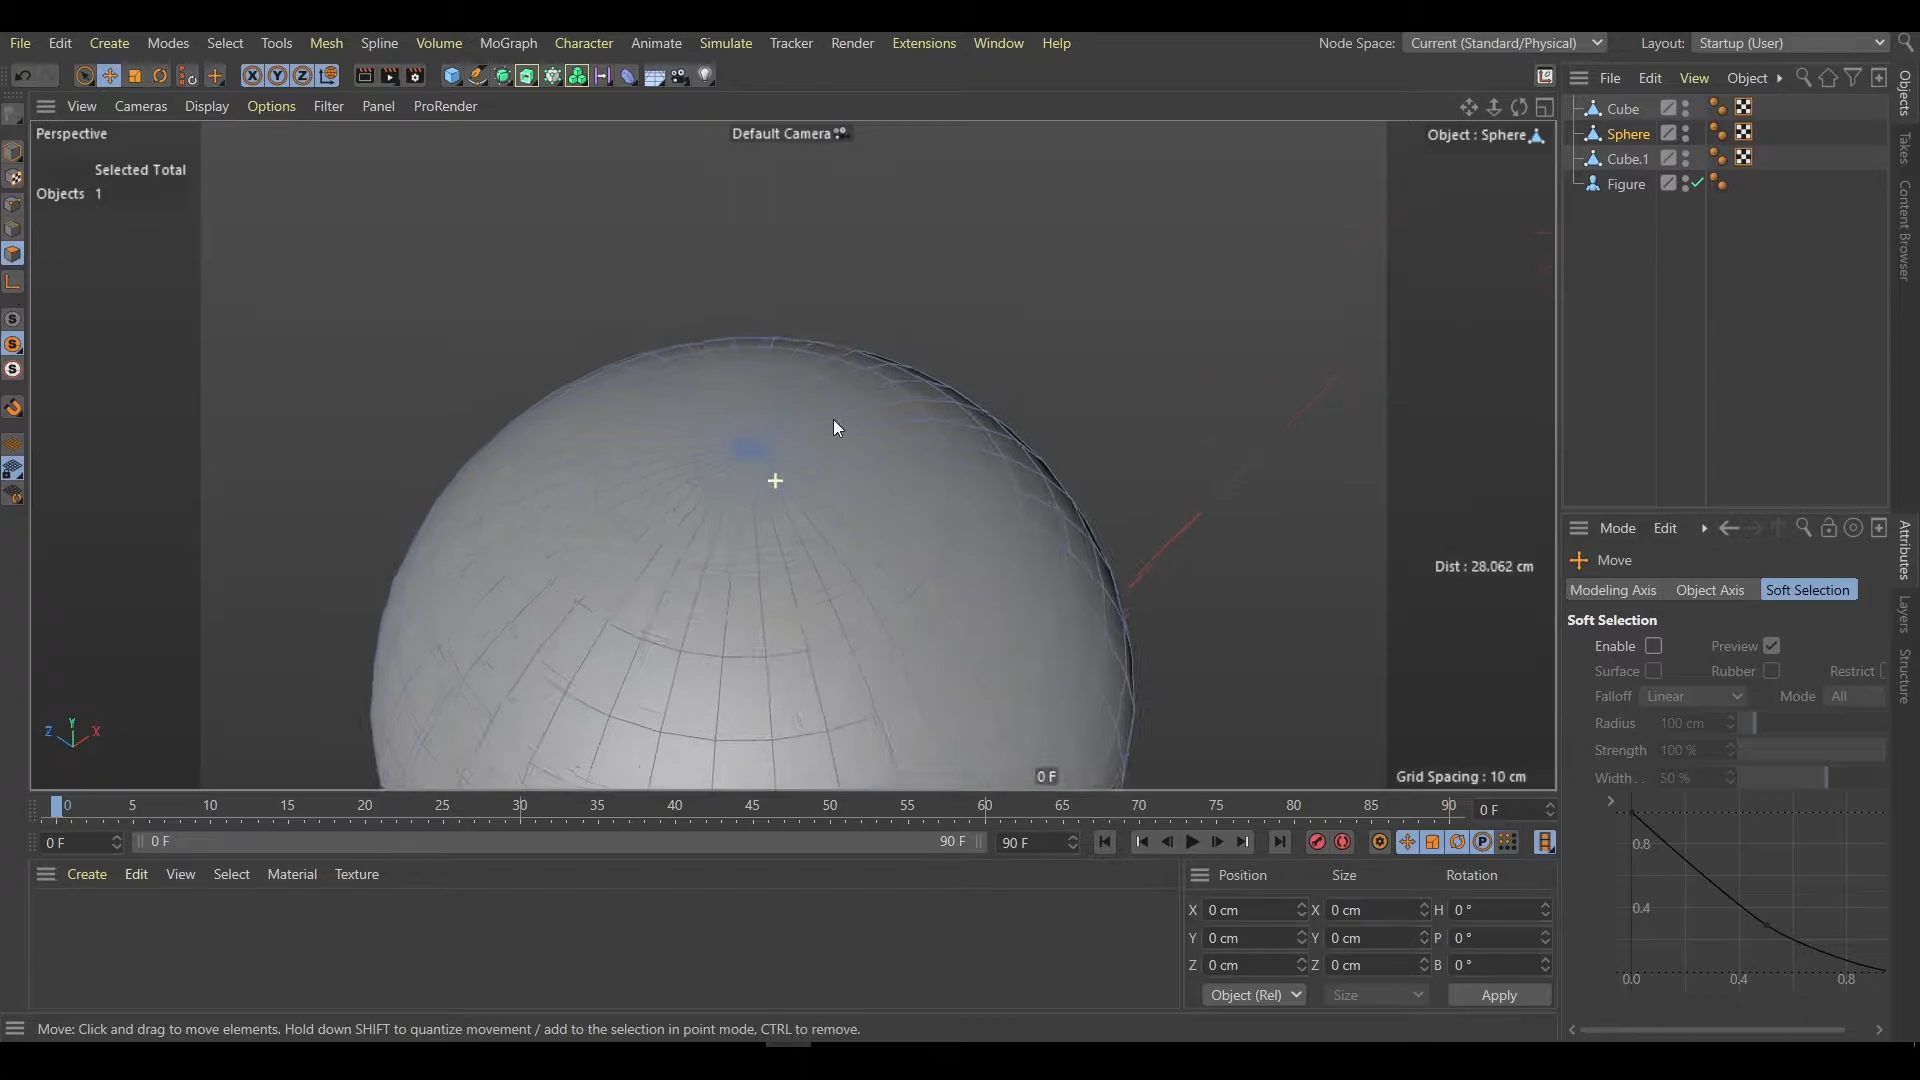 File Edit Create Modes Select Tools Mesh Spline Volume MoGraph Character Animate Simulate Tracker Render Extensions Window Help Node Space: Current (Standard/Physical) Layout: Startup (User)
X Y Z
File Edit View Object
View Cameras Display Options Filter Panel ProRender
Perspective Default Camera Object : Sphere
Selected Total
Objects 1
Cube
Sphere
Cube.1
Figure
Objects
Takes
Content Browser
Dist : 28.062 cm
Y
Z X
0 F
Grid Spacing : 10 cm
Mode Edit
Move
Modeling Axis Object Axis Soft Selection
Soft Selection
Enable Preview
Surface Rubber Restrict
Falloff Linear Mode All
Radius 100 cm
Strength 100 %
Width . . 50 %
0.8
0.4
0.0 0.4 0.8
Attributes
Layers
Structure
0 5 10 15 20 25 30 35 40 45 50 55 60 65 70 75 80 85 90 0 F
0 F 0 F 90 F 90 F
P
Create Edit View Select Material Texture
Position Size Rotation
X 0 cm X 0 cm H 0 °
Y 0 cm Y 0 cm P 0 °
Z 0 cm Z 0 cm B 0 °
Object (Rel) Size Apply
Move: Click and drag to move elements. Hold down SHIFT to quantize movement / add to the selection in point mode, CTRL to remove.